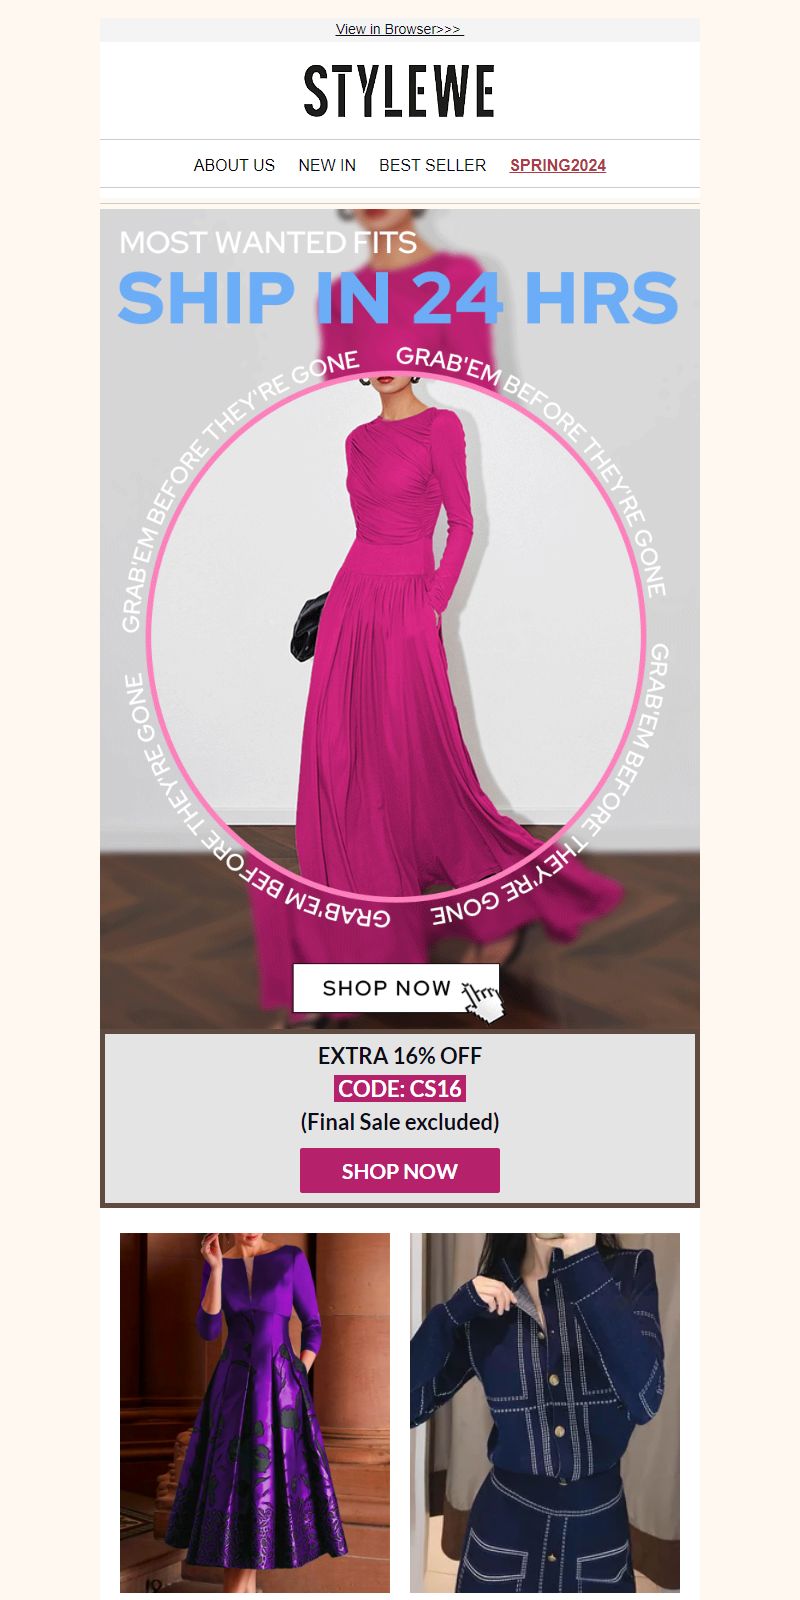 View in Browser>>>
STYLEWE
ABOUT US NEW IN BEST SELLER SPRING2024
MOST WANTED FITS
SHIP IN 24 HRS
GRAB'EM BEFORE THEY'RE GONE
GRAB'EM BEFORE THEY'RE GONE
GRAB'EM BEFORE THEY'RE GONE
GRAB'EM BEFORE THEY'RE GONE
SHOP NOW
EXTRA 16% OFF
CODE: CS16
(Final Sale excluded)
SHOP NOW